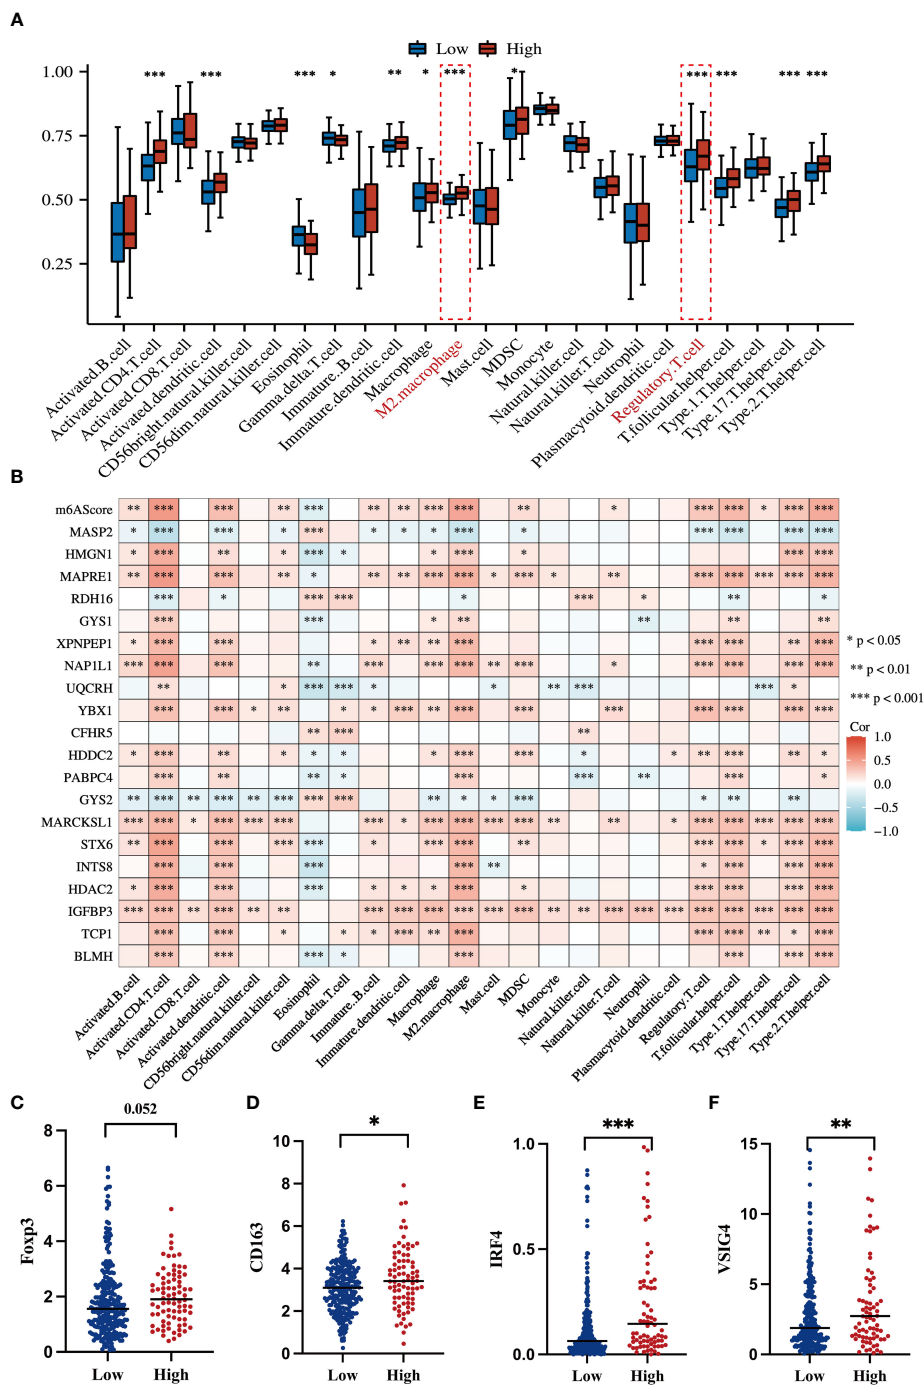 A
Low High
1.00
0.75
0.50
0.25
*** *** *** * ** * *** * *** *** *** ***
Activated.B.cell
Activated.CD4.T.cell
Activated.CD8.T.cell
Activated.dendritic.cell
CD56bright.natural.killer.cell
CD56dim.natural.killer.cell
Eosinophil
Gamma.delta.T.cell
Immature..B.cell
Immature.dendritic.cell
Macrophage
M2.macrophage
Mast.cell
MDSC
Monocyte
Natural.killer.cell
Natural.killer.T.cell
Neutrophil
Plasmacytoid.dendritic.cell
Regulatory.T.cell
T.follicular.helper.cell
Type.1.T.helper.cell
Type.17.T.helper.cell
Type.2.T.helper.cell
B
m6AScore ** *** *** ** *** ** ** *** *** ** * *** *** * *** ***
MASP2 * *** *** * *** * * * *** * *** *** *** ***
HMGN1 * *** ** * *** * * *** * *** ***
MAPRE1 ** *** *** ** * ** ** *** *** * *** * ** *** *** *** *** ***
RDH16 *** * *** *** * *** * ** *
GYS1 *** *** * ** ** ** **
XPNPEP1 * *** *** * ** ** *** *** *** ** ***
NAP1L1 *** *** *** ** *** *** *** ** *** * *** *** *** ***
UQCRH ** * *** *** * * ** *** *** *
YBX1 *** *** * ** * * *** ** *** *** *** *** *** *** ***
CFHR5 ** *** **
HDDC2 * *** ** * * * * *** *** * * ** *** ** *
PABPC4 *** ** ** * *** *** ** *** *
GYS2 ** *** ** *** ** *** *** *** ** * * *** * ** **
MARCKSL1 *** *** * *** *** *** *** * *** *** *** *** ** ** * *** *** *** *** ***
STX6 ** *** *** *** *** * *** *** ** *** *** * *** ***
INTS8 *** *** *** *** ** * *** *** ***
HDAC2 * *** *** *** * * * *** * *** *** *** ***
IGFBP3 *** *** ** *** ** ** *** *** *** *** *** *** ** ** *** *** *** *** *** *** *** ***
TCP1 *** *** * * * *** ** *** *** *** ** * ***
BLMH *** *** *** * *** *** *** ***
* p < 0.05
** p < 0.01
*** p < 0.001
Cor
1.0
0.5
0.0
−0.5
−1.0
Activated.B.cell
Activated.CD4.T.cell
Activated.CD8.T.cell
Activated.dendritic.cell
CD56bright.natural.killer.cell
CD56dim.natural.killer.cell
Eosinophil
Gamma.delta.T.cell
Immature..B.cell
Immature.dendritic.cell
Macrophage
M2.macrophage
Mast.cell
MDSC
Monocyte
Natural.killer.cell
Natural.killer.T.cell
Neutrophil
Plasmacytoid.dendritic.cell
Regulatory.T.cell
T.follicular.helper.cell
Type.1.T.helper.cell
Type.17.T.helper.cell
Type.2.T.helper.cell
C
0.052
Foxp3
8
6
4
2
0
Low High
D
*
CD163
10
8
6
4
2
0
Low High
E
***
IRF4
1.0
0.5
0.0
Low High
F
**
VSIG4
15
10
5
0
Low High